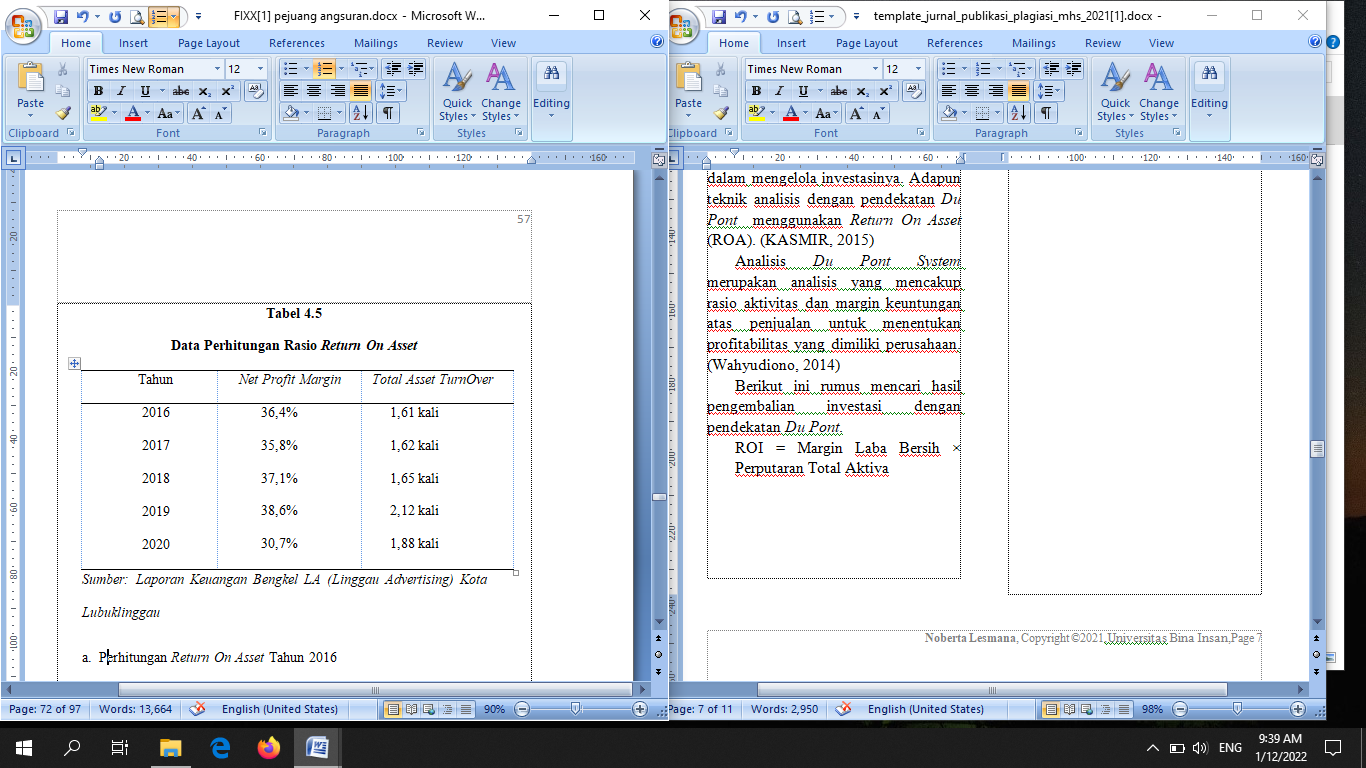 FIXX[1] pejuang angsuran.docx - Microsoft W...
Home Insert Page Layout References Mailings Review View
Times New Roman 12
Paste
Quick Styles
Change Styles
Editing
Clipboard Font Paragraph Styles
57
Tabel 4.5
Data Perhitungan Rasio Return On Asset
Tahun Net Profit Margin Total Asset TurnOver
2016 36,4% 1,61 kali
2017 35,8% 1,62 kali
2018 37,1% 1,65 kali
2019 38,6% 2,12 kali
2020 30,7% 1,88 kali
Sumber: Laporan Keuangan Bengkel LA (Linggau Advertising) Kota
Lubuklinggau
a. Perhitungan Return On Asset Tahun 2016
Page: 72 of 97 Words: 13,664 English (United States) 90%
template_jurnal_publikasi_plagiasi_mhs_2021[1].docx -
Home Insert Page Layout References Mailings Review View
Times New Roman 12
Paste
Quick Styles
Change Styles
Editing
Clipboard Font Paragraph Styles
dalam mengelola investasinya. Adapun
teknik analisis dengan pendekatan Du
Pont menggunakan Return On Asset
(ROA). (KASMIR, 2015)
Analisis Du Pont System
merupakan analisis yang mencakup
rasio aktivitas dan margin keuntungan
atas penjualan untuk menentukan
profitabilitas yang dimiliki perusahaan.
(Wahyudiono, 2014)
Berikut ini rumus mencari hasil
pengembalian investasi dengan
pendekatan Du Pont.
ROI = Margin Laba Bersih ×
Perputaran Total Aktiva
Noberta Lesmana, Copyright©2021, Universitas Bina Insan,Page 7
Page: 7 of 11 Words: 2,950 English (United States) 98%
ENG
9:39 AM
1/12/2022